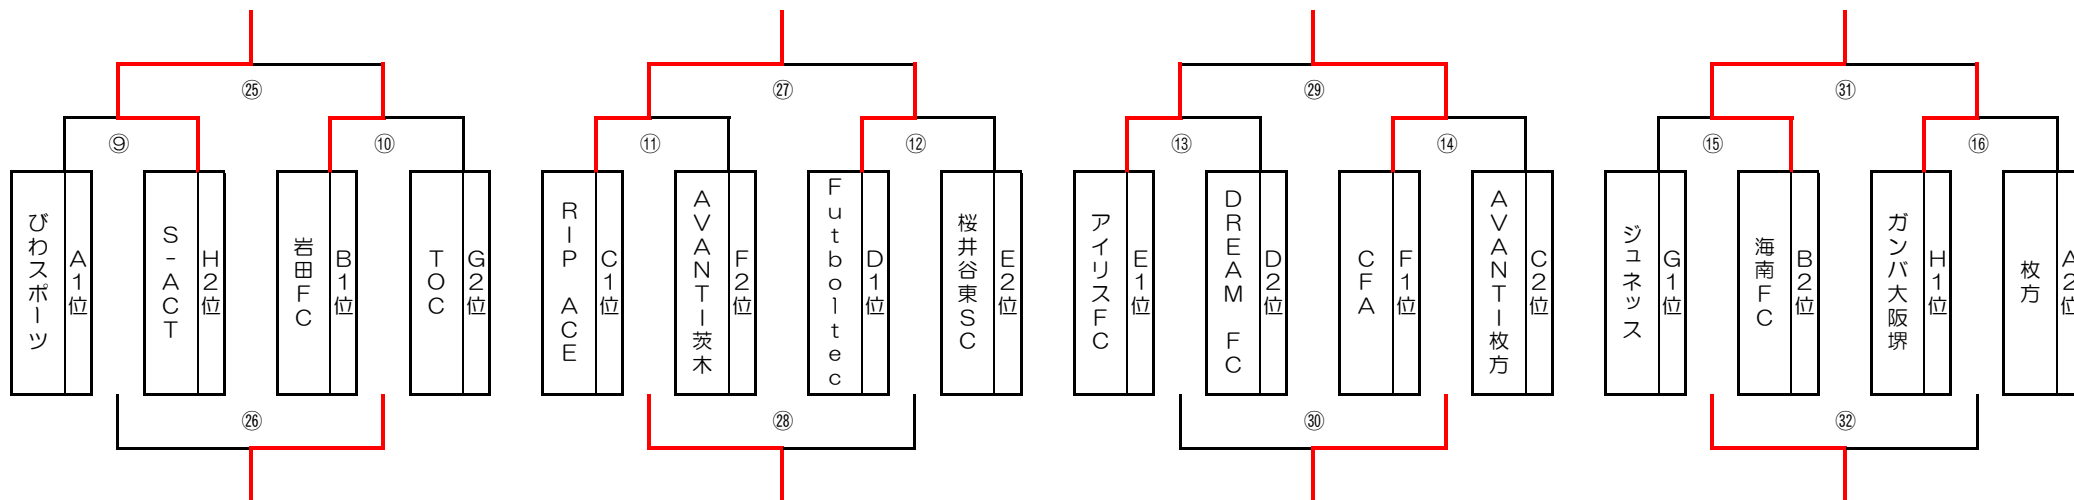 ㉕
㉗
㉙
㉛
⑨
⑩
⑪
⑫
⑬
⑭
⑮
⑯
びわスポーツ
A1位
S-ACT
H2位
岩田FC
B1位
TOC
G2位
RIP ACE
C1位
AVANTI茨木
F2位
Futboltec
D1位
桜井谷東SC
E2位
アイリスFC
E1位
DREAM FC
D2位
CFA
F1位
AVANTI枚方
C2位
ジュネッス
G1位
海南FC
B2位
ガンバ大阪堺
H1位
枚方
A2位
㉖
㉘
㉚
㉜